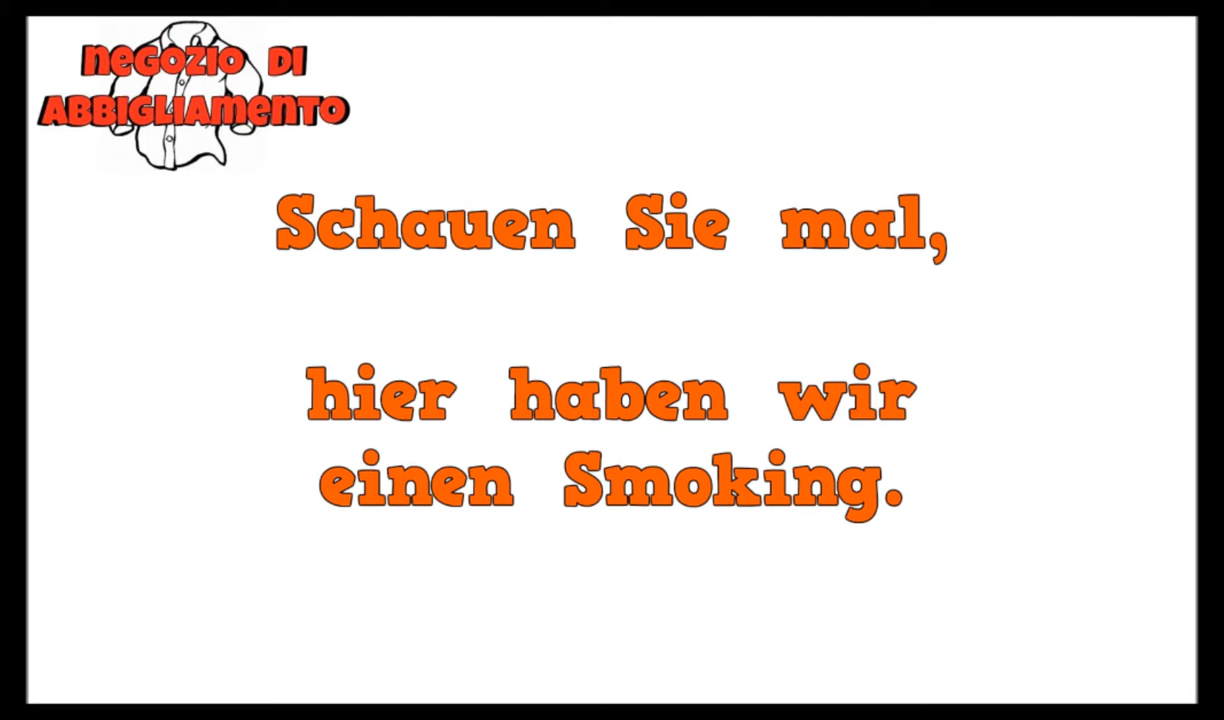 negozio di
abbigliamento
Schauen Sie mal,
hier haben wir
einen Smoking.